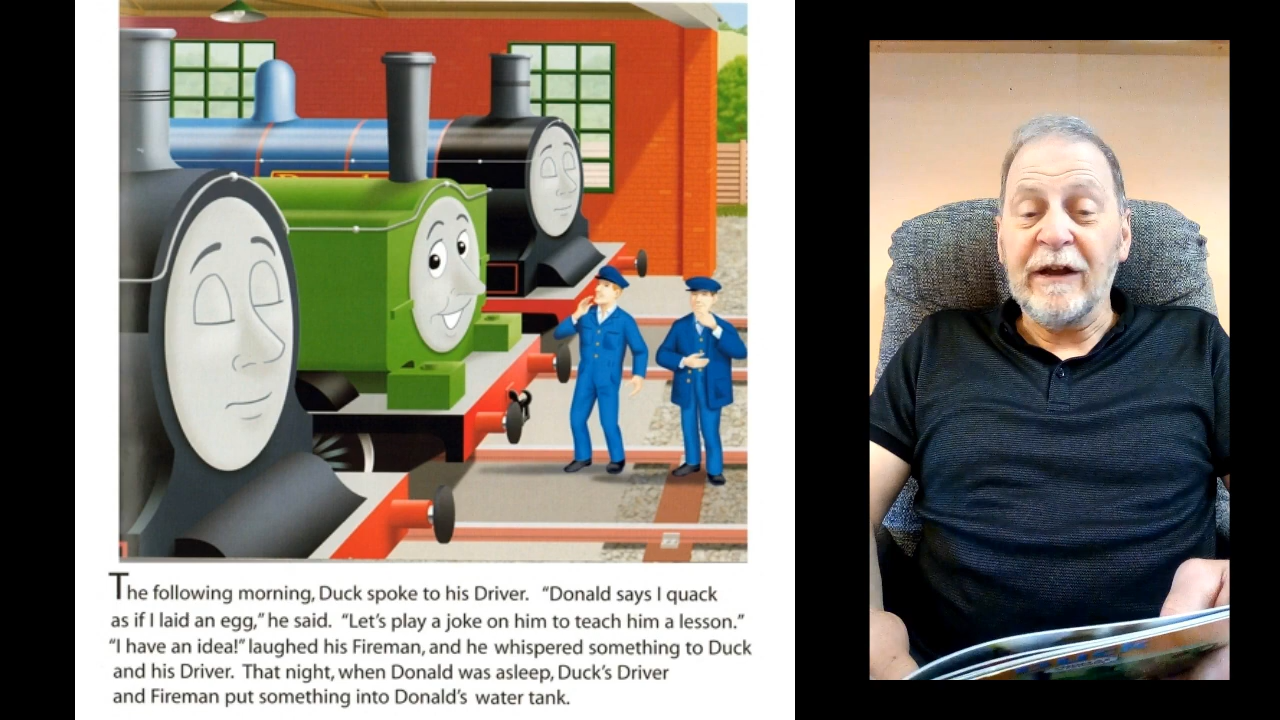 The following morning, Duck spoke to his Driver. "Donald says I quack
as if I laid an egg," he said. "Let's play a joke on him to teach him a lesson."
"I have an idea!" laughed his Fireman, and he whispered something to Duck
and his Driver. That night, when Donald was asleep, Duck's Driver
and Fireman put something into Donald's water tank.